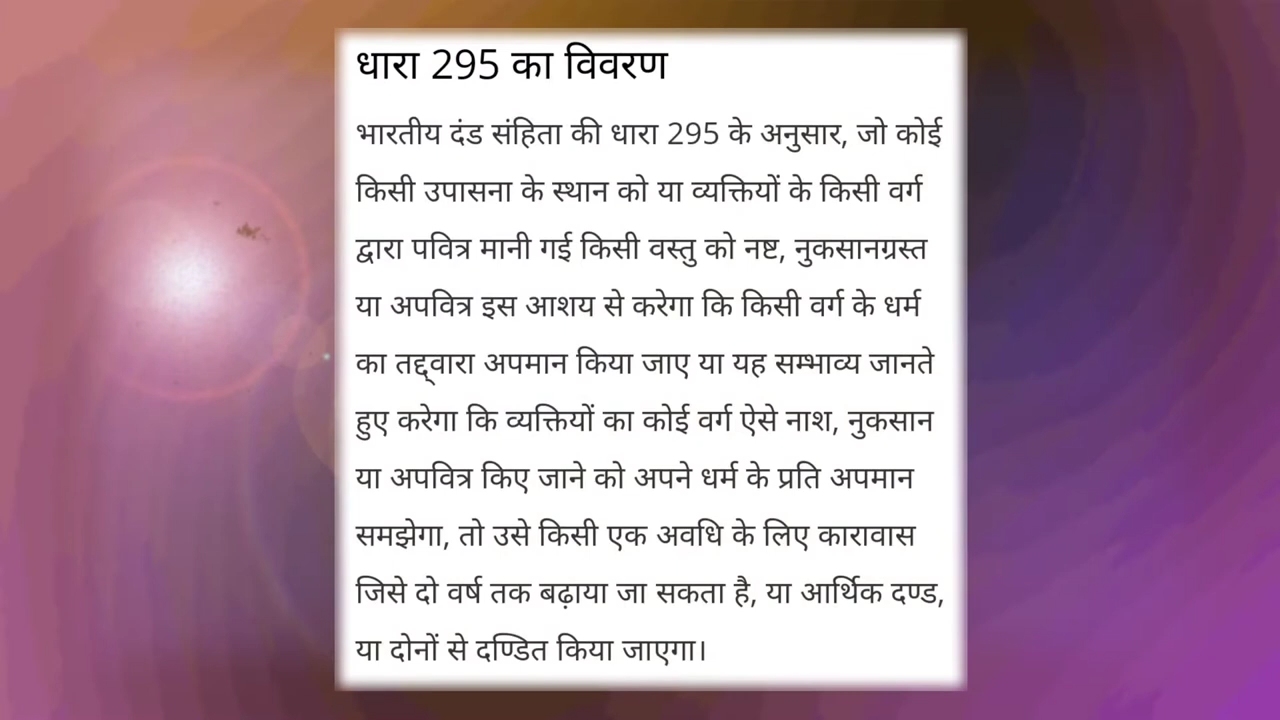 धारा 295 का विवरण
भारतीय दंड संहिता की धारा 295 के अनुसार, जो कोई
किसी उपासना के स्थान को या व्यक्तियों के किसी वर्ग
द्वारा पवित्र मानी गई किसी वस्तु को नष्ट, नुकसानग्रस्त
या अपवित्र इस आशय से करेगा कि किसी वर्ग के धर्म
का तद्द्वारा अपमान किया जाए या यह सम्भाव्य जानते
हुए करेगा कि व्यक्तियों का कोई वर्ग ऐसे नाश, नुकसान
या अपवित्र किए जाने को अपने धर्म के प्रति अपमान
समझेगा, तो उसे किसी एक अवधि के लिए कारावास
जिसे दो वर्ष तक बढ़ाया जा सकता है, या आर्थिक दण्ड,
या दोनों से दण्डित किया जाएगा।